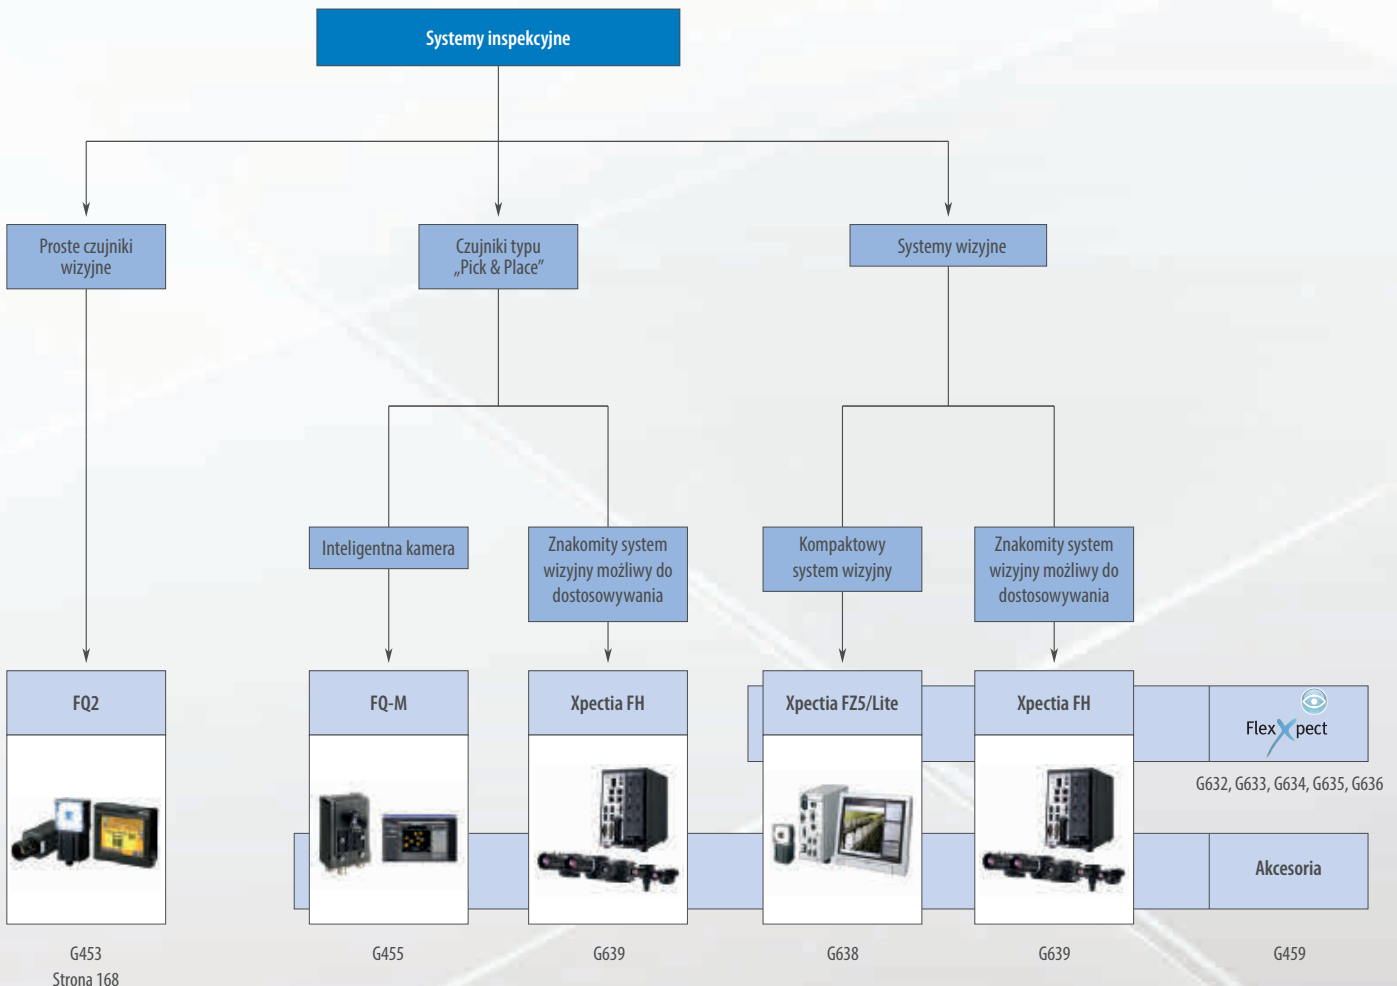 Systemy inspekcyjne
Proste czujniki
wizyjne
Czujniki typu
„Pick & Place”
Systemy wizyjne
Inteligentna kamera
Znakomity system
wizyjny możliwy do
dostosowywania
Kompaktowy
system wizyjny
Znakomity system
wizyjny możliwy do
dostosowywania
FQ2
FQ-M
Xpectia FH
Xpectia FZ5/Lite
Xpectia FH
FlexXpect
G632, G633, G634, G635, G636
Akcesoria
G453
Strona 168
G455
G639
G638
G639
G459